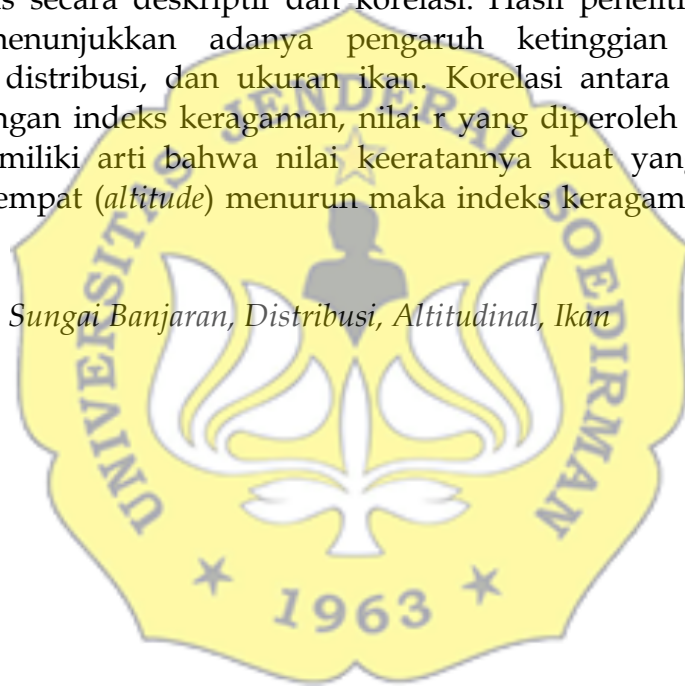 s secara deskriptif dan korelasi. Hasil peneliti
menunjukkan adanya pengaruh ketinggian
distribusi, dan ukuran ikan. Korelasi antara
ngan indeks keragaman, nilai r yang diperoleh
miliki arti bahwa nilai keeratannya kuat yang
empat (altitude) menurun maka indeks keragam
Sungai Banjaran, Distribusi, Altitudinal, Ikan
UNIVERSITAS JENDERAL SOEDIRMAN
1963